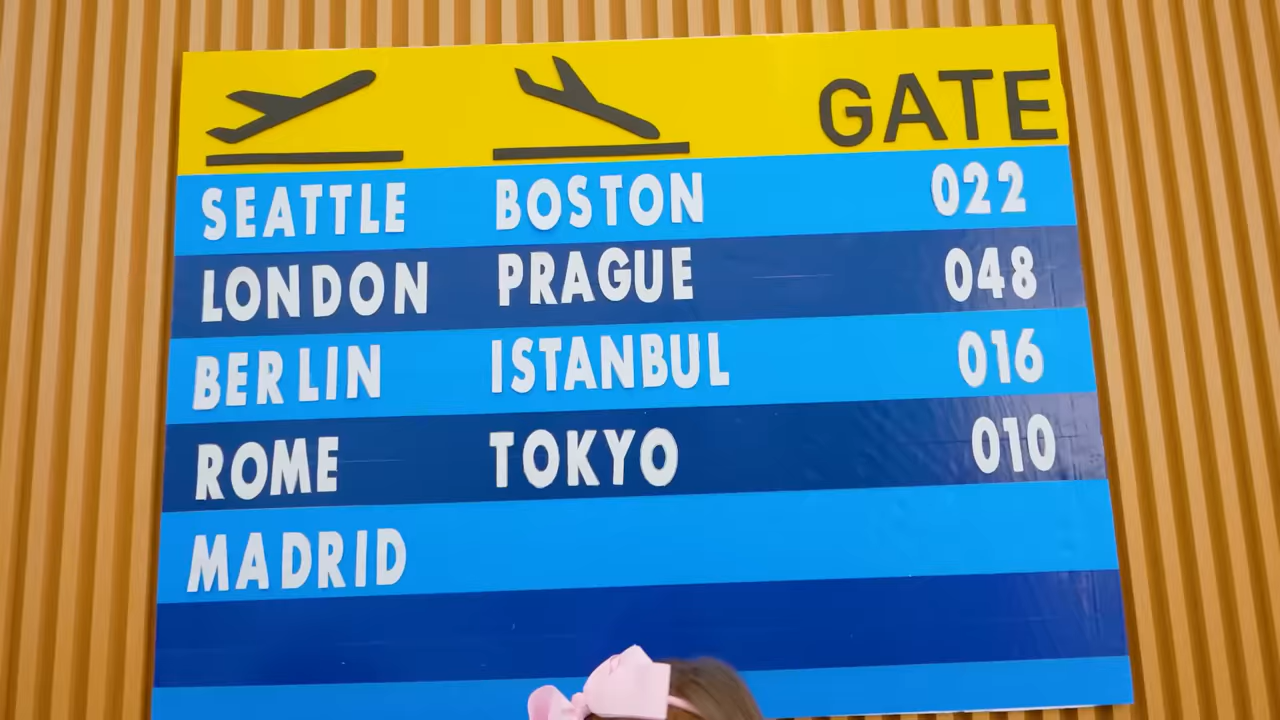 GATE
SEATTLE BOSTON 022
LONDON PRAGUE 048
BERLIN ISTANBUL 016
ROME TOKYO 010
MADRID